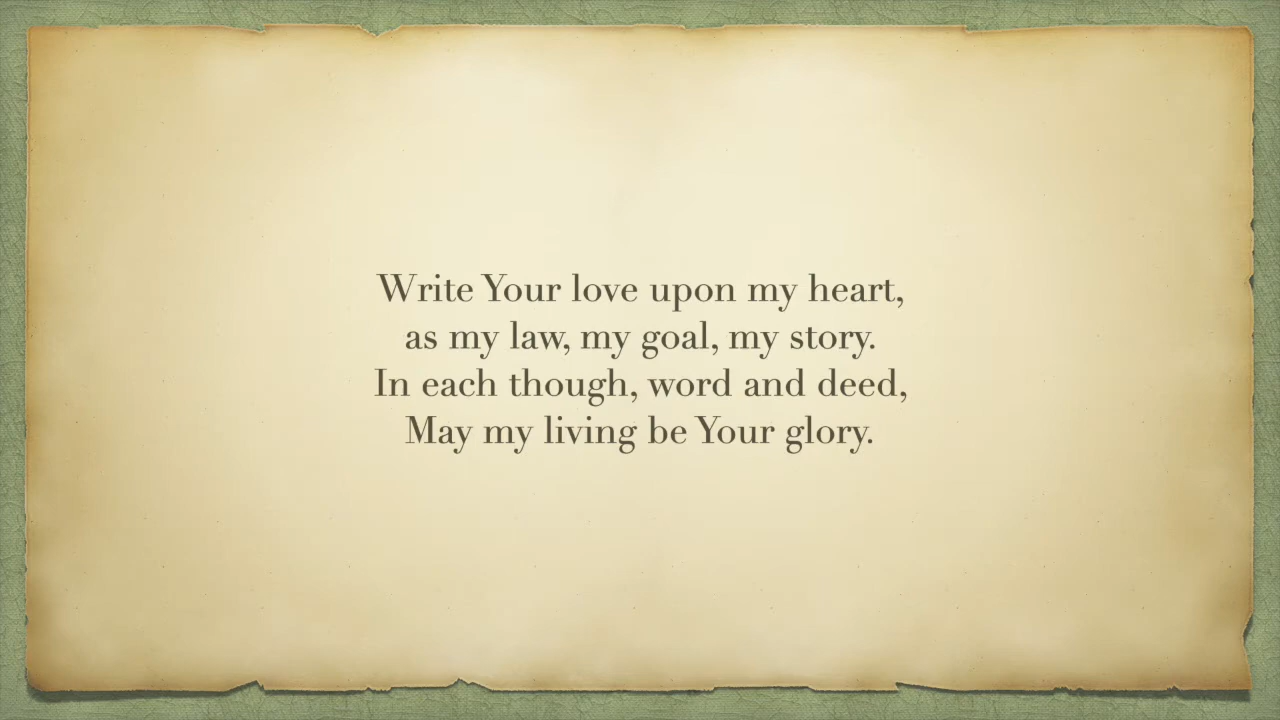 Write Your love upon my heart,
as my law, my goal, my story.
In each though, word and deed,
May my living be Your glory.